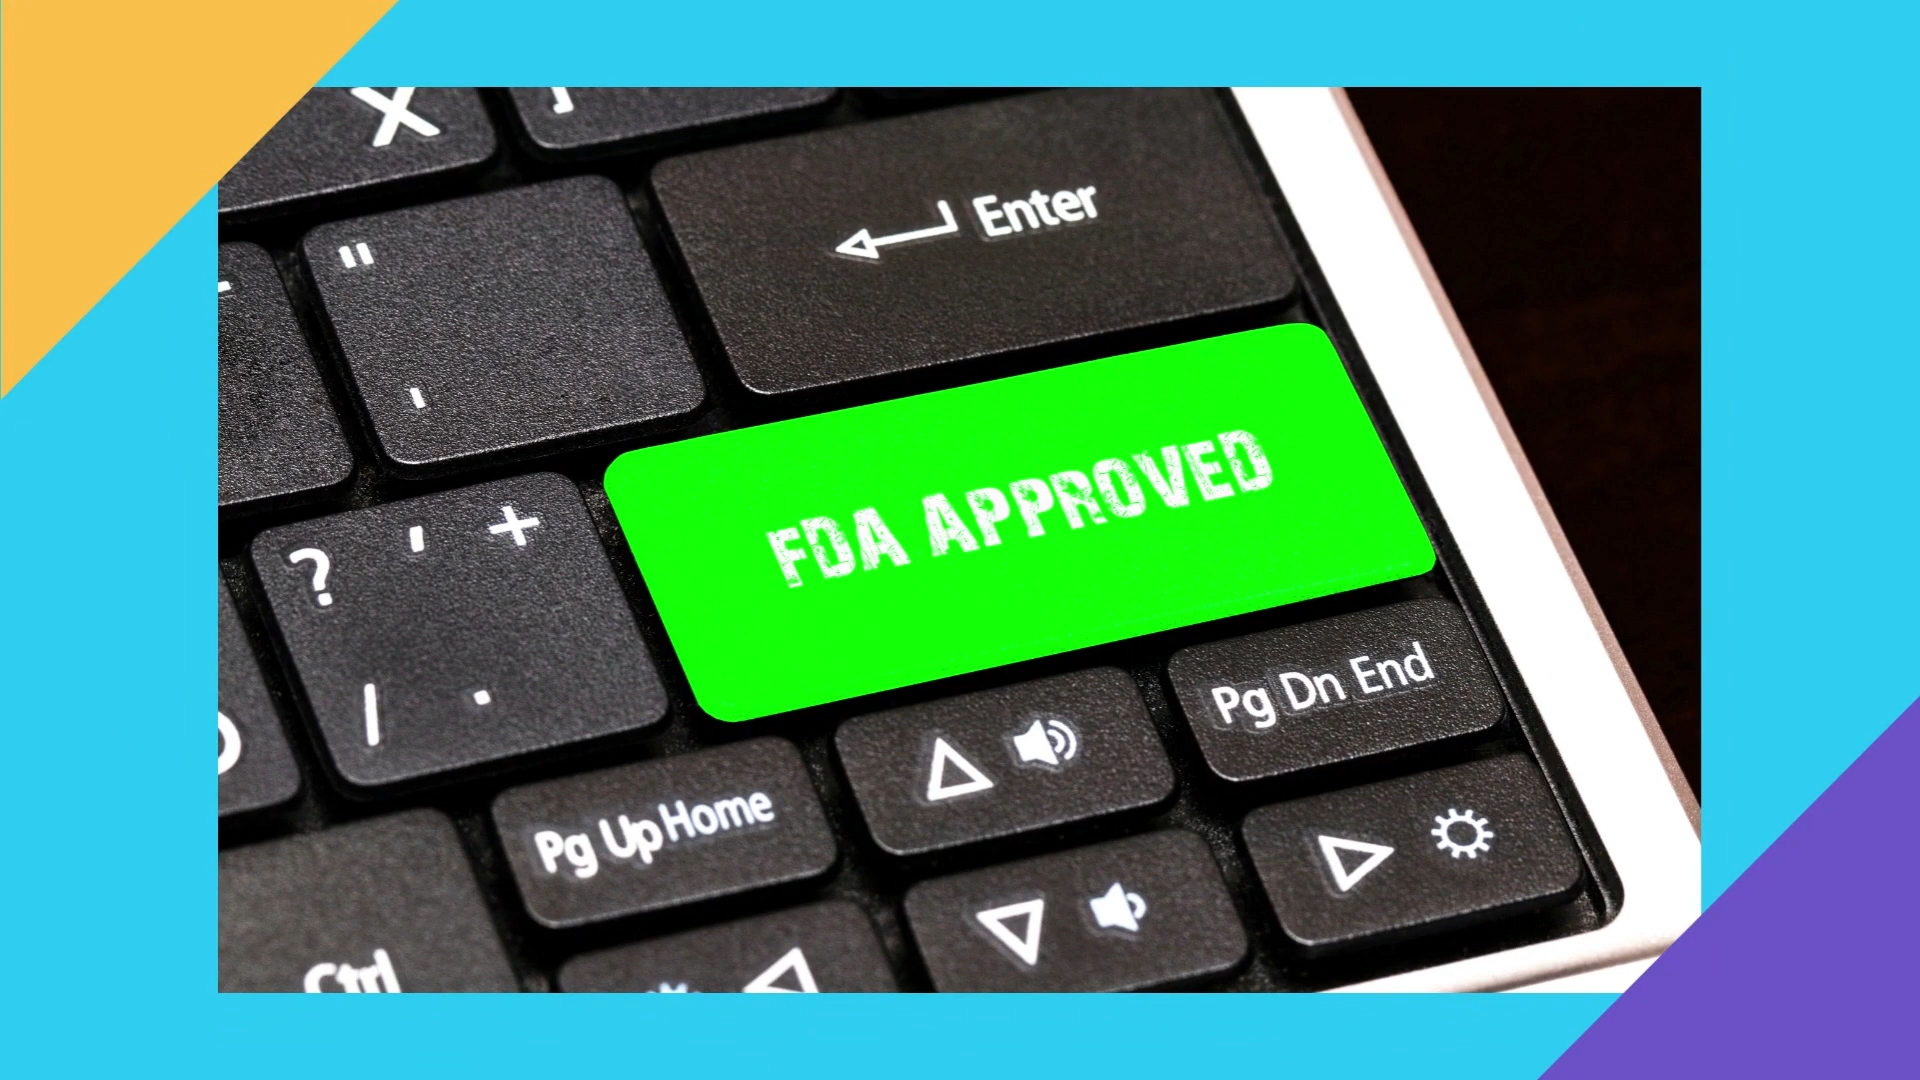 X
Enter
"
'
FDA APPROVED
? ' +
/ .
Pg Dn End
Pg Up Home
Ctrl